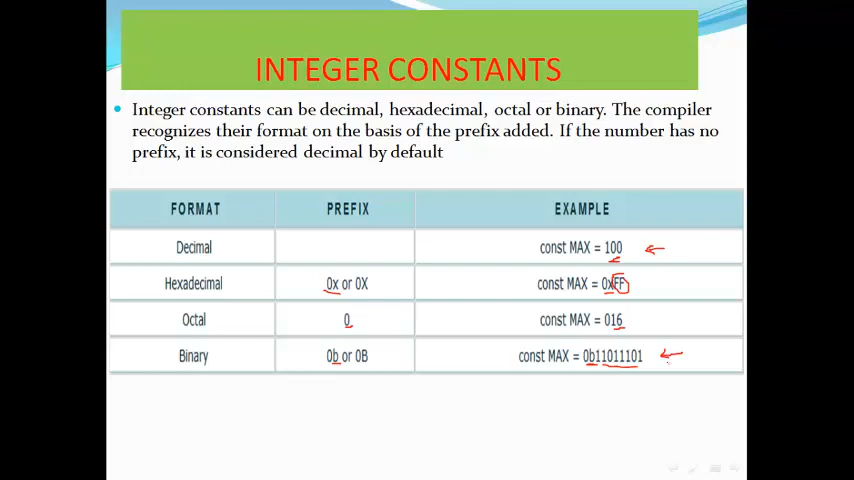 INTEGER CONSTANTS
Integer constants can be decimal, hexadecimal, octal or binary. The compiler
recognizes their format on the basis of the prefix added. If the number has no
prefix, it is considered decimal by default
FORMAT PREFIX EXAMPLE
Decimal const MAX = 100
Hexadecimal 0x or 0X const MAX = 0xFF
Octal 0 const MAX = 016
Binary 0b or 0B const MAX = 0b11011101